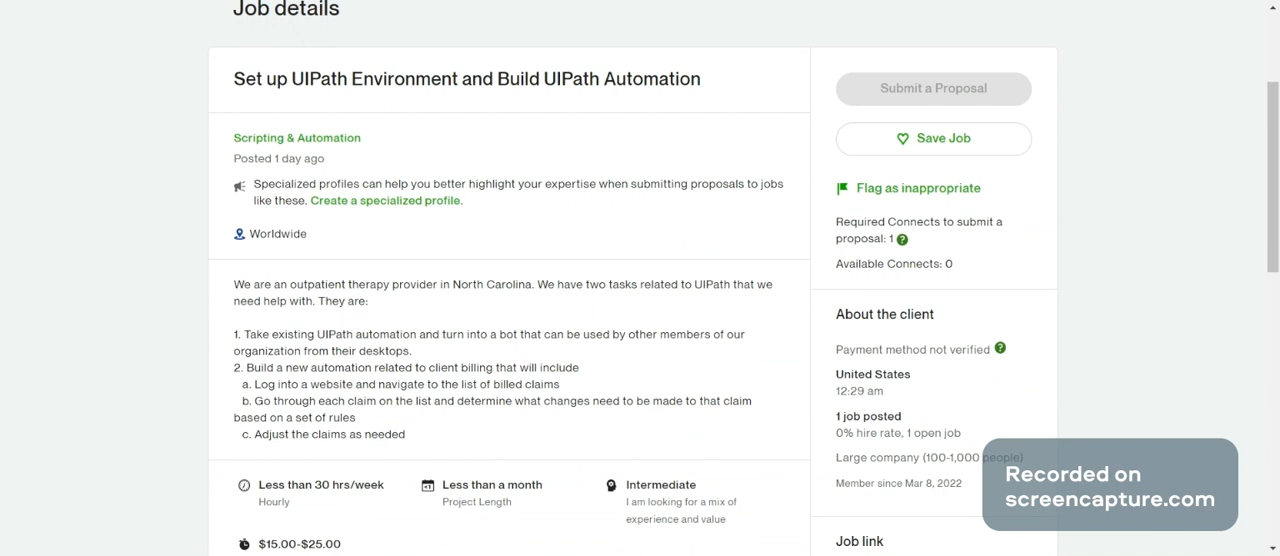 Job details
Set up UIPath Environment and Build UIPath Automation
Scripting & Automation
Posted 1 day ago
Specialized profiles can help you better highlight your expertise when submitting proposals to jobs
like these. Create a specialized profile.
Worldwide
We are an outpatient therapy provider in North Carolina. We have two tasks related to UIPath that we
need help with. They are:
1. Take existing UIPath automation and turn into a bot that can be used by other members of our
organization from their desktops.
2. Build a new automation related to client billing that will include
a. Log into a website and navigate to the list of billed claims
b. Go through each claim on the list and determine what changes need to be made to that claim
based on a set of rules
c. Adjust the claims as needed
Less than 30 hrs/week
Hourly
Less than a month
Project Length
Intermediate
I am looking for a mix of
experience and value
$15.00-$25.00
Submit a Proposal
Save Job
Flag as inappropriate
Required Connects to submit a
proposal: 1
Available Connects: 0
About the client
Payment method not verified
United States
12:29 am
1 job posted
0% hire rate, 1 open job
Large company (100-1,000 people)
Member since Mar 8, 2022
Job link
Recorded on
screencapture.com